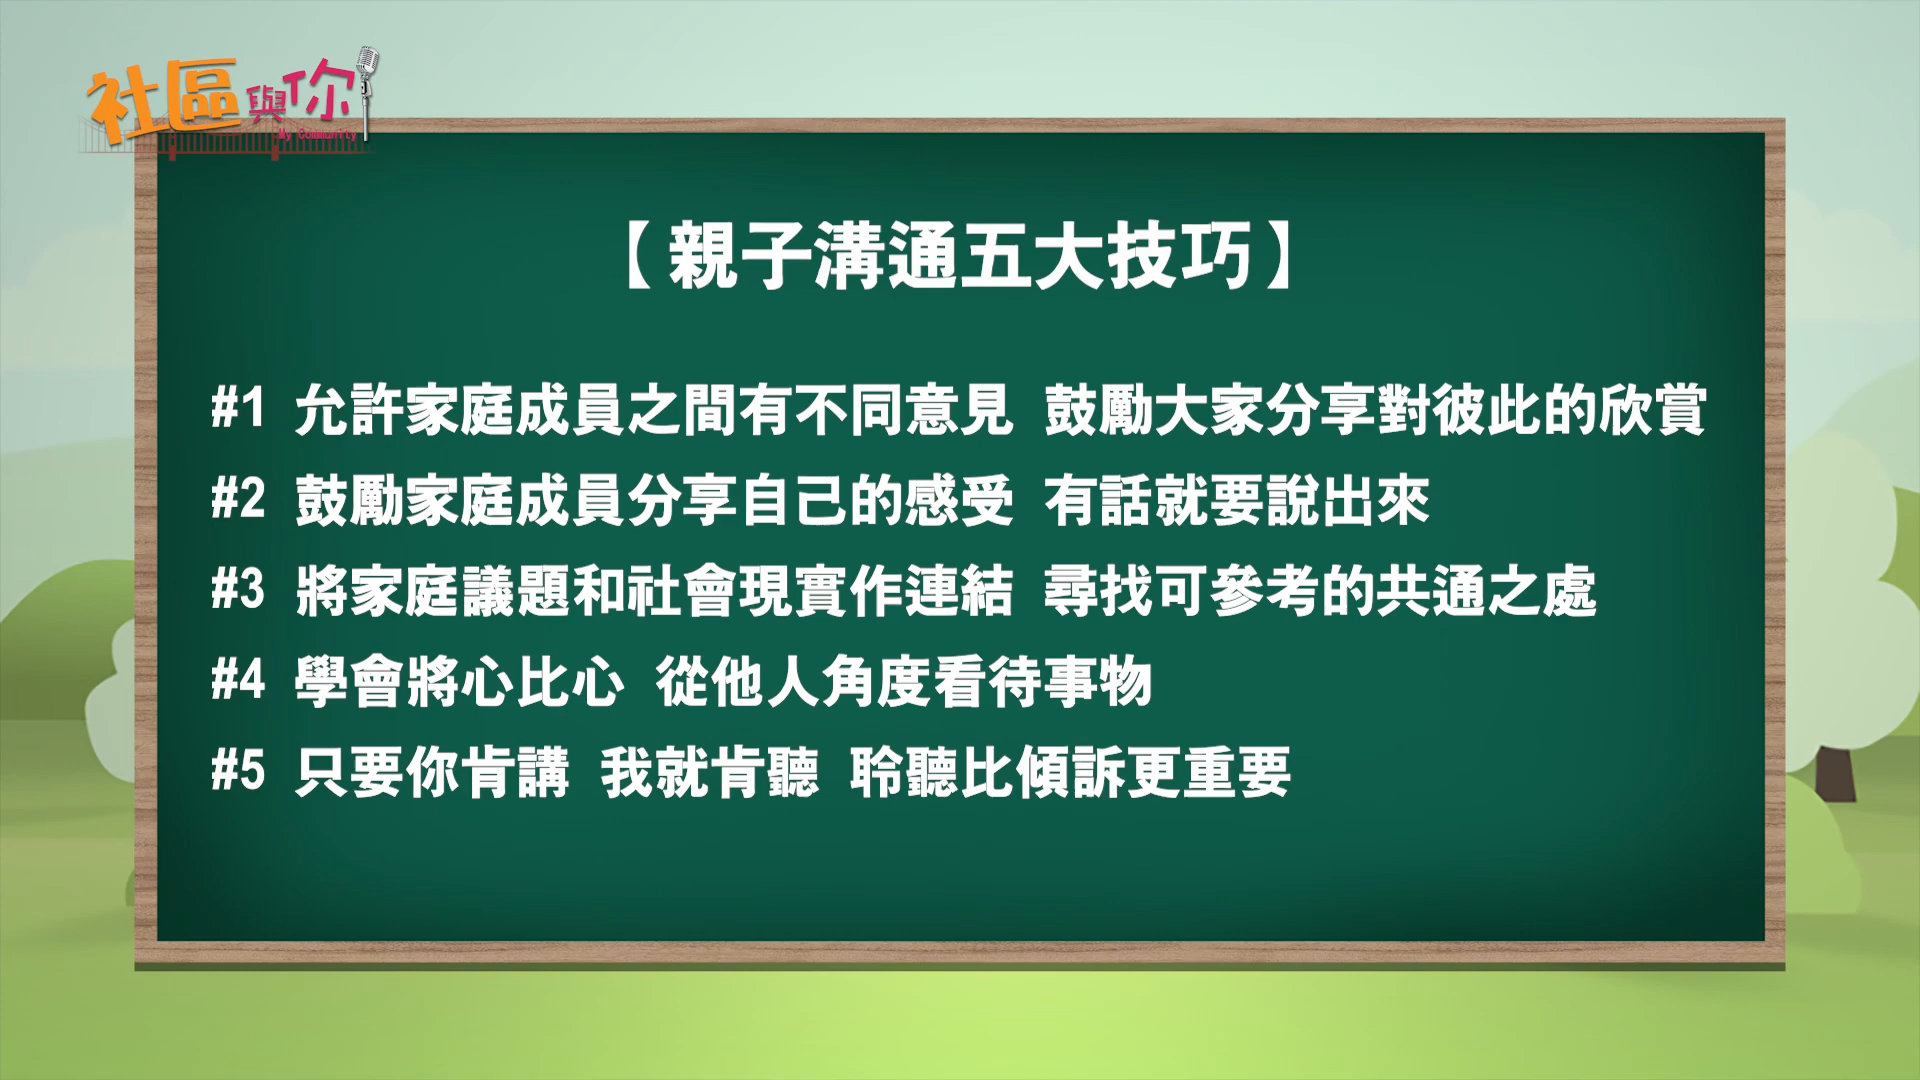 社區與你
My Community
【親子溝通五大技巧】
#1 允許家庭成員之間有不同意見 鼓勵大家分享對彼此的欣賞
#2 鼓勵家庭成員分享自己的感受 有話就要說出來
#3 將家庭議題和社會現實作連結 尋找可參考的共通之處
#4 學會將心比心 從他人角度看待事物
#5 只要你肯講 我就肯聽 聆聽比傾訴更重要